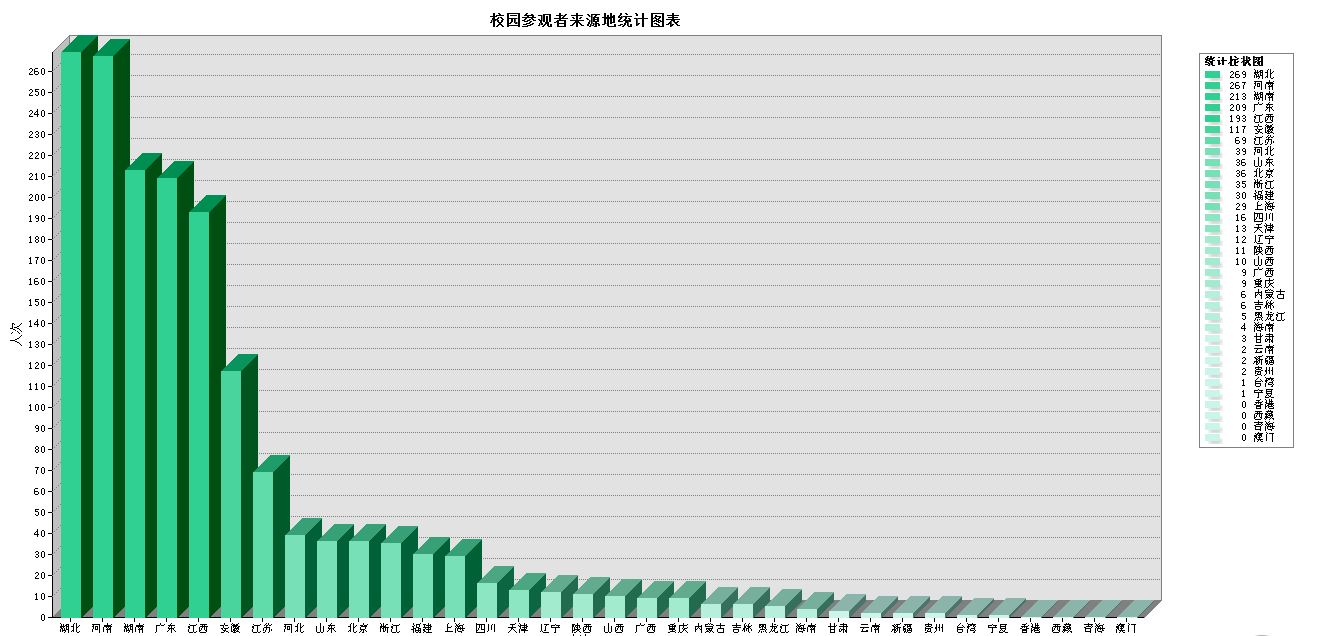 校园参观者来源地统计图表
人次
260
250
240
230
220
210
200
190
180
170
160
150
140
130
120
110
100
90
80
70
60
50
40
30
20
10
0
湖北 河南 湖南 广东 江西 安徽 江苏 河北 山东 北京 浙江 福建 上海 四川 天津 辽宁 陕西 山西 广西 重庆 内蒙古 吉林 黑龙江 海南 甘肃 云南 新疆 贵州 台湾 宁夏 香港 西藏 青海 澳门
统计柱状图
269 湖北
267 河南
213 湖南
209 广东
193 江西
117 安徽
69 江苏
39 河北
36 山东
36 北京
35 浙江
30 福建
29 上海
16 四川
13 天津
12 辽宁
11 陕西
10 山西
9 广西
9 重庆
6 内蒙古
6 吉林
5 黑龙江
4 海南
3 甘肃
2 云南
2 新疆
2 贵州
1 台湾
1 宁夏
0 香港
0 西藏
0 青海
0 澳门